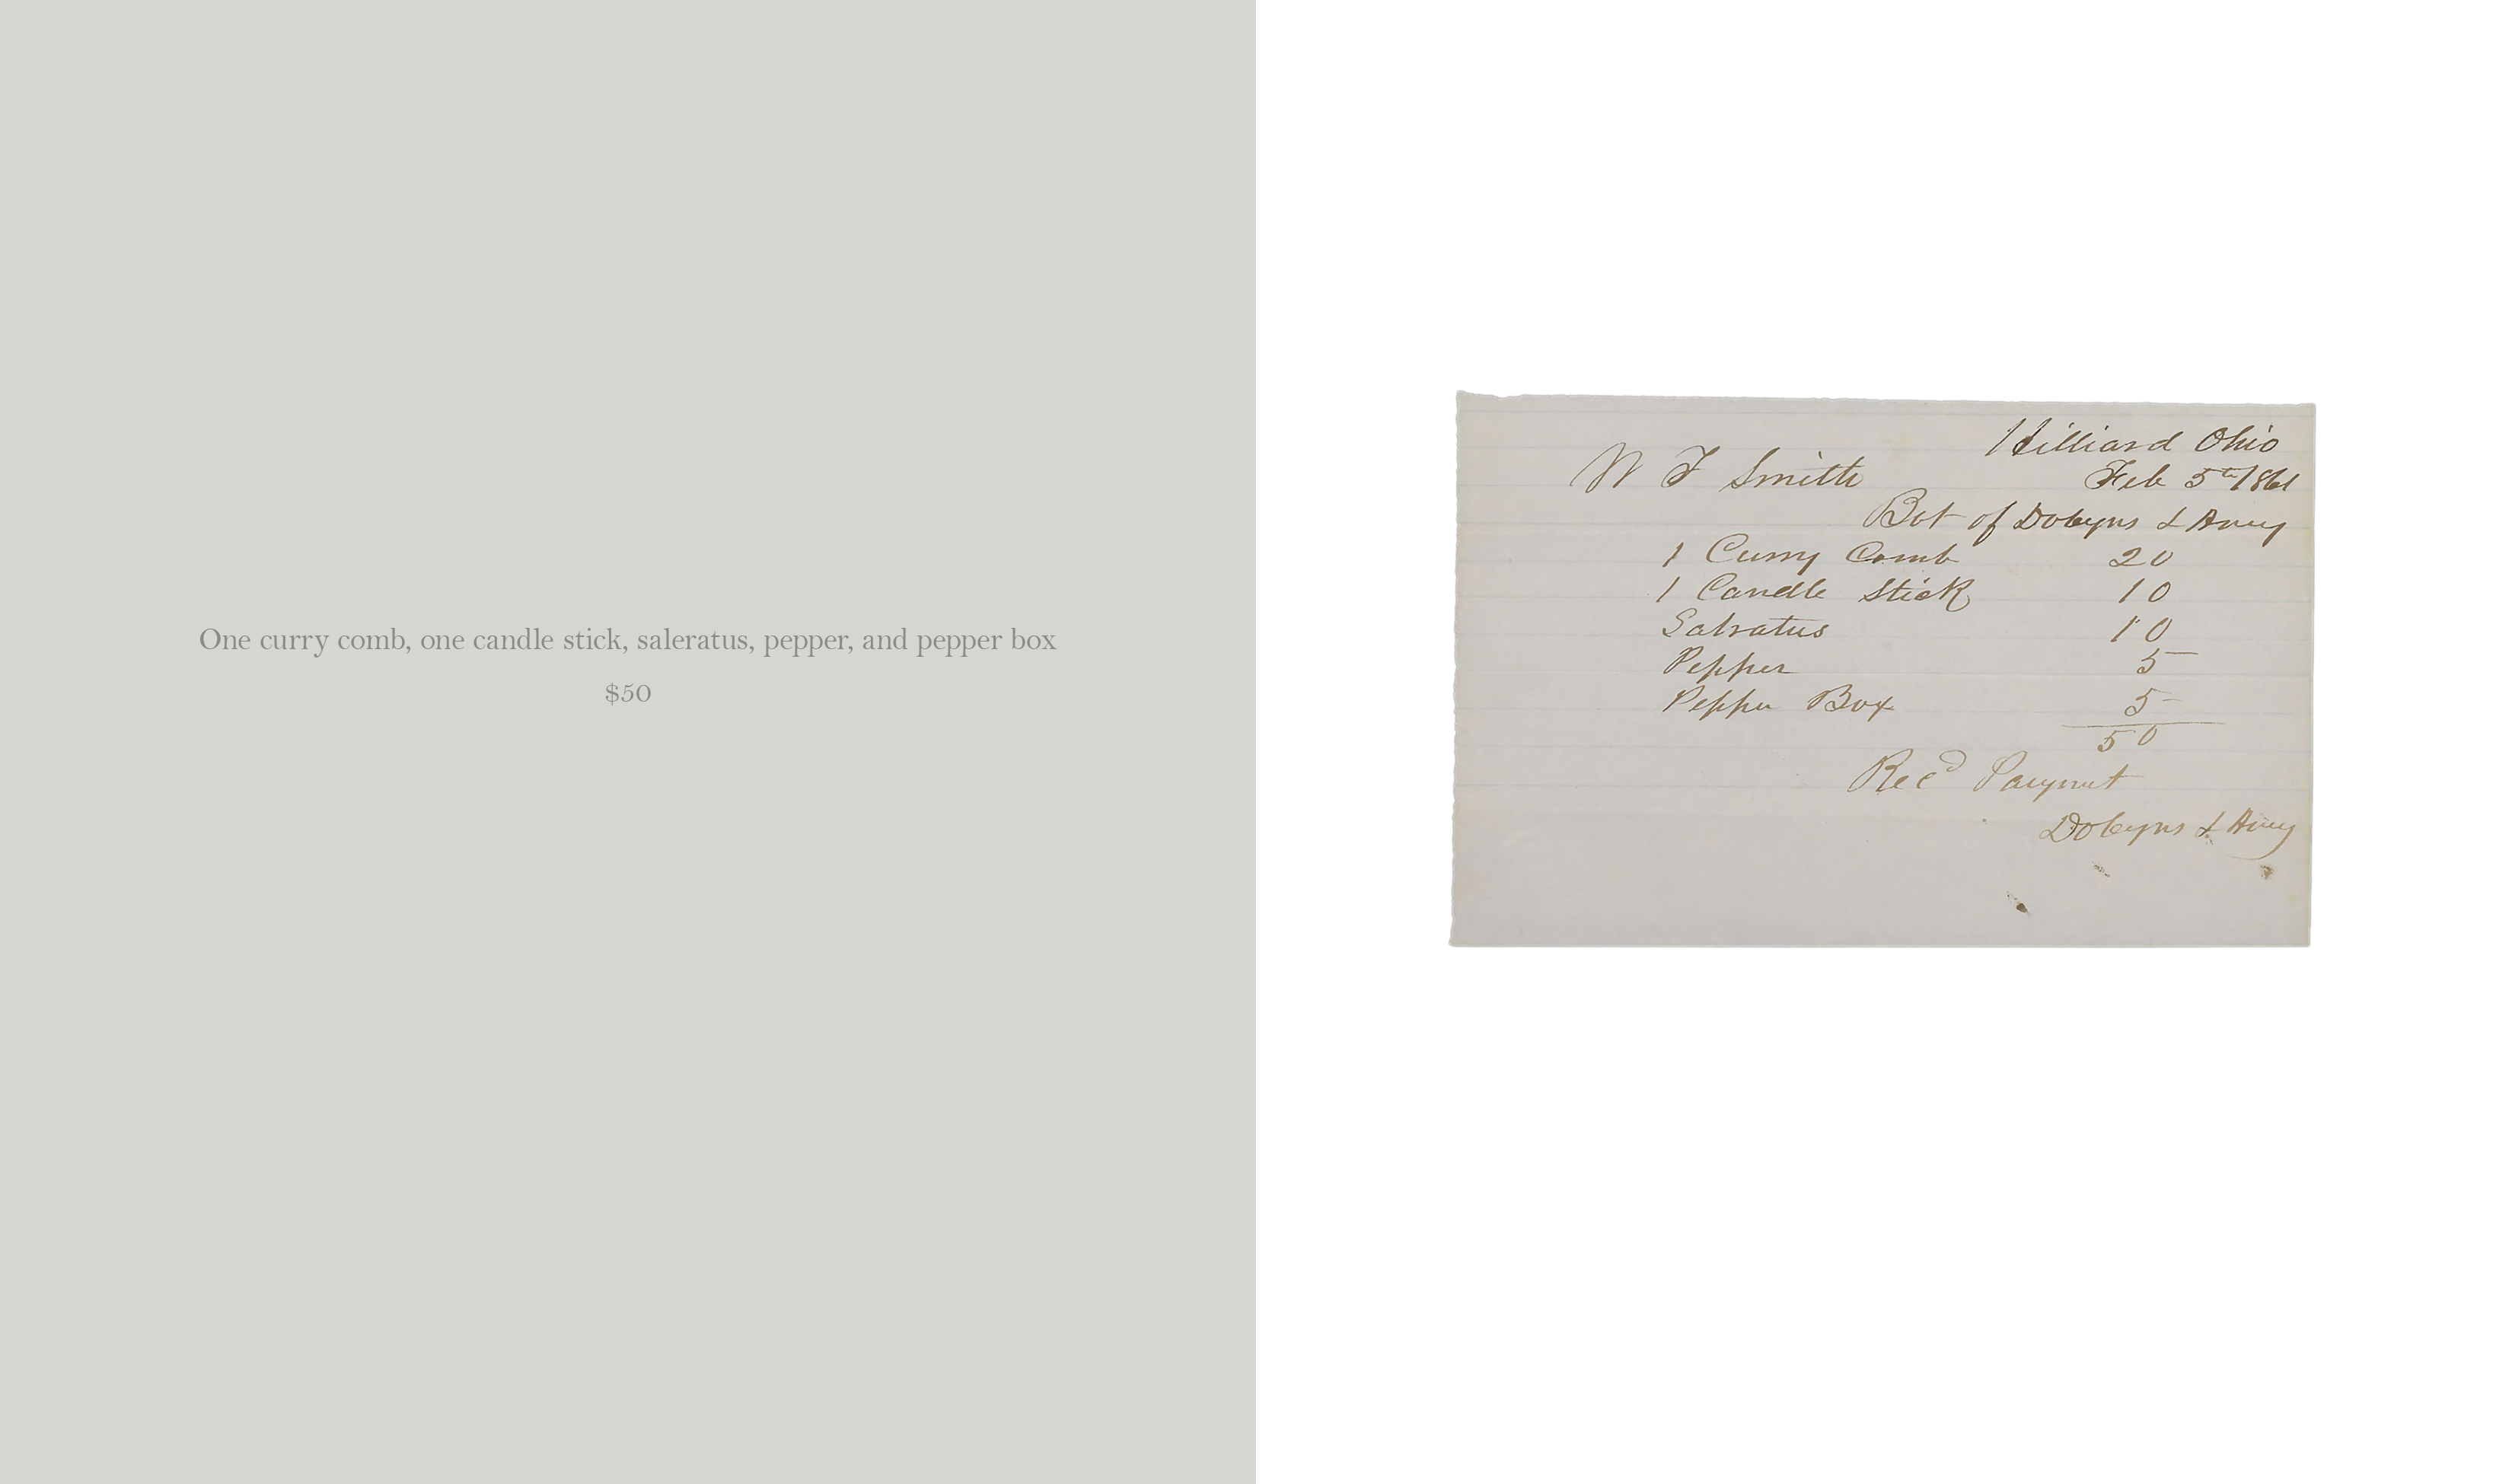 One curry comb, one candle stick, saleratus, pepper, and pepper box
$50
Hilliard Ohio
W F Smith Feb 5th 1861
Bot of Dobyns & Amy
1 Curry Comb 20
1 Candle Stick 10
Salratus 10
Pepper 5
Pepper Box 5
50
Recd Payment
Dobyns & Amy